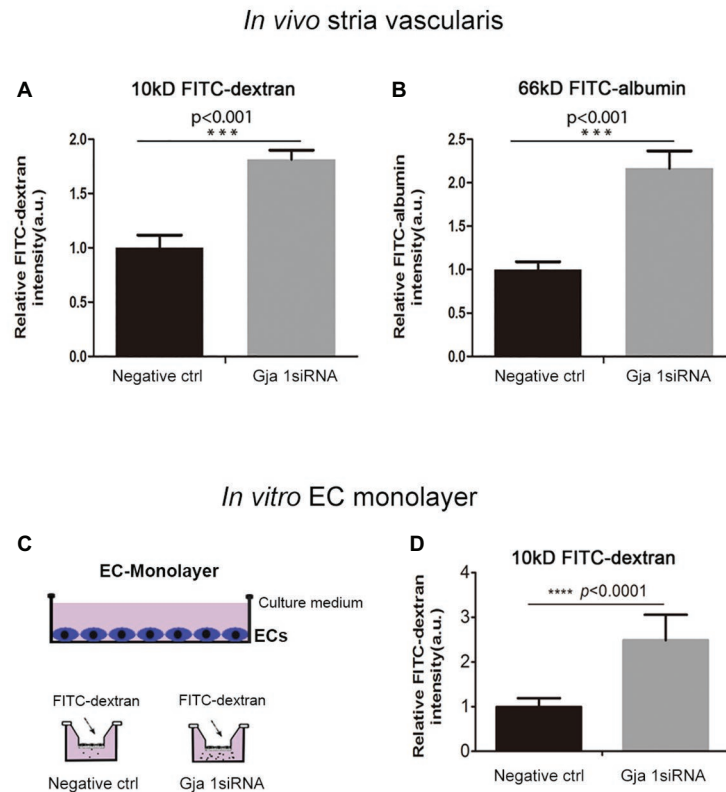 In vivo stria vascularis
A
10kD FITC-dextran
p<0.001
***
Relative FITC-dextran
intensity(a.u.)
2.0
1.5
1.0
0.5
0.0
Negative ctrl
Gja 1siRNA
B
66kD FITC-albumin
p<0.001
***
Relative FITC-albumin
intensity(a.u.)
2.5
2.0
1.5
1.0
0.5
0.0
Negative ctrl
Gja 1siRNA
In vitro EC monolayer
C
EC-Monolayer
Culture medium
ECs
FITC-dextran
FITC-dextran
Negative ctrl
Gja 1siRNA
D
10kD FITC-dextran
**** p<0.0001
Relative FITC-dextran
intensity(a.u.)
4
3
2
1
0
Negative ctrl
Gja 1siRNA